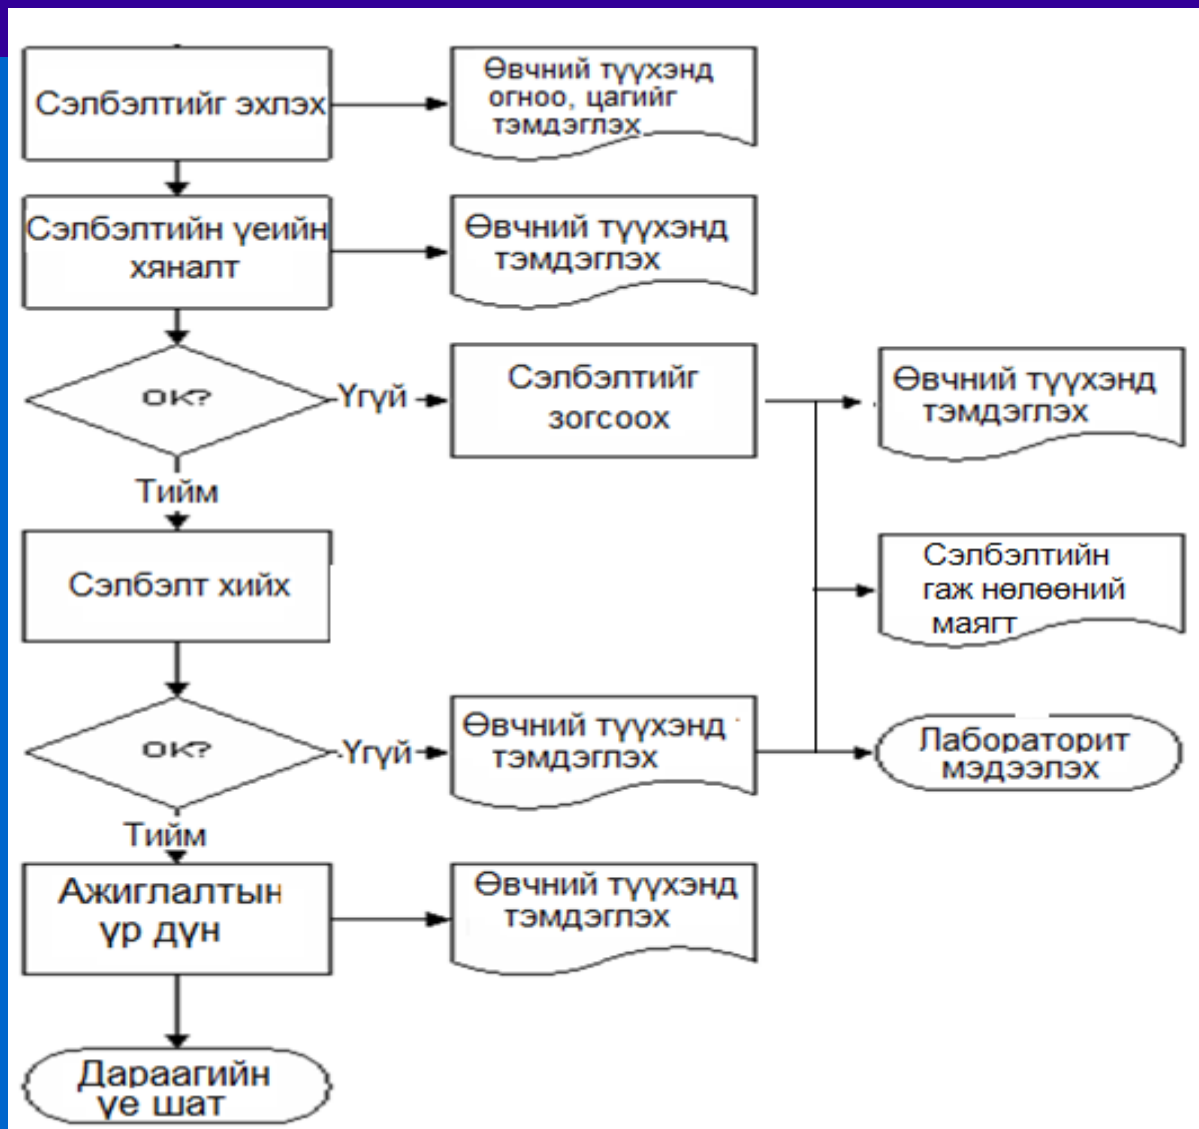 Сэлбэлтийг эхлэх
Өвчний түүхэнд
огноо, цагийг
тэмдэглэх
Сэлбэлтийн үеийн
хяналт
Өвчний түүхэнд
тэмдэглэх
OK?
Үгүй
Сэлбэлтийг
зогсоох
Өвчний түүхэнд
тэмдэглэх
Тийм
Сэлбэлт хийх
Сэлбэлтийн
гаж нөлөөний
маягт
OK?
Үгүй
Өвчний түүхэнд
тэмдэглэх
Лабораторит
мэдээлэх
Тийм
Ажиглалтын
үр дүн
Өвчний түүхэнд
тэмдэглэх
Дараагийн
үе шат